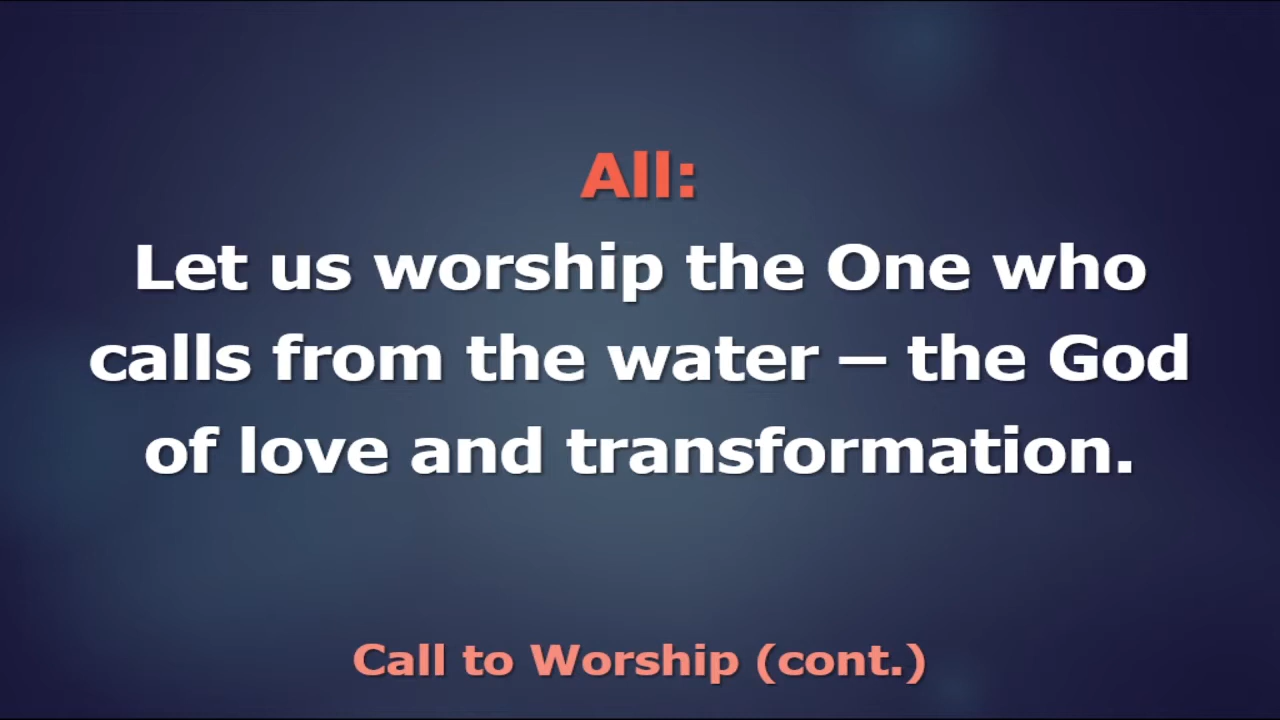 All:
Let us worship the One who
calls from the water – the God
of love and transformation.
Call to Worship (cont.)